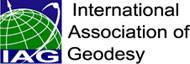 International
Association of
Geodesy
IAG